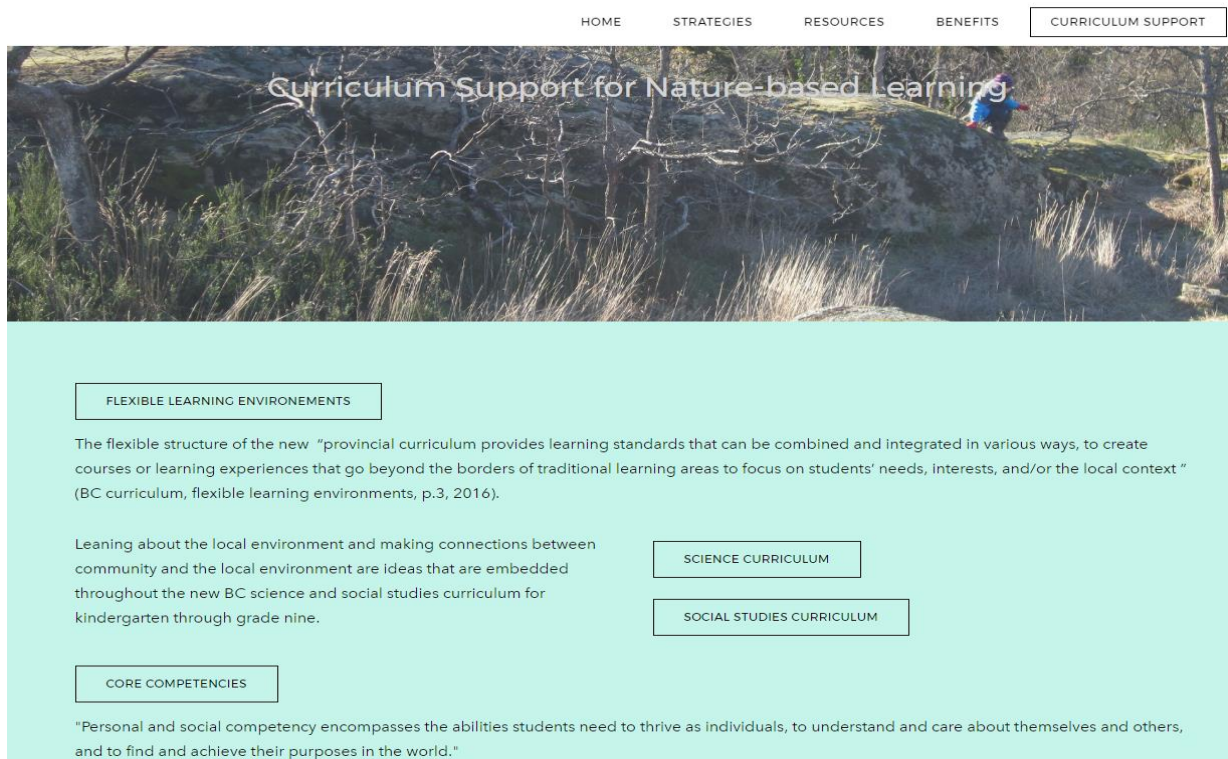 HOME STRATEGIES RESOURCES BENEFITS CURRICULUM SUPPORT
Curriculum Support for Nature-based Learning
FLEXIBLE LEARNING ENVIRONEMENTS
The flexible structure of the new “provincial curriculum provides learning standards that can be combined and integrated in various ways, to create
courses or learning experiences that go beyond the borders of traditional learning areas to focus on students’ needs, interests, and/or the local context ”
(BC curriculum, flexible learning environments, p.3, 2016).
Leaning about the local environment and making connections between
community and the local environment are ideas that are embedded
throughout the new BC science and social studies curriculum for
kindergarten through grade nine.
SCIENCE CURRICULUM
SOCIAL STUDIES CURRICULUM
CORE COMPETENCIES
"Personal and social competency encompasses the abilities students need to thrive as individuals, to understand and care about themselves and others,
and to find and achieve their purposes in the world."